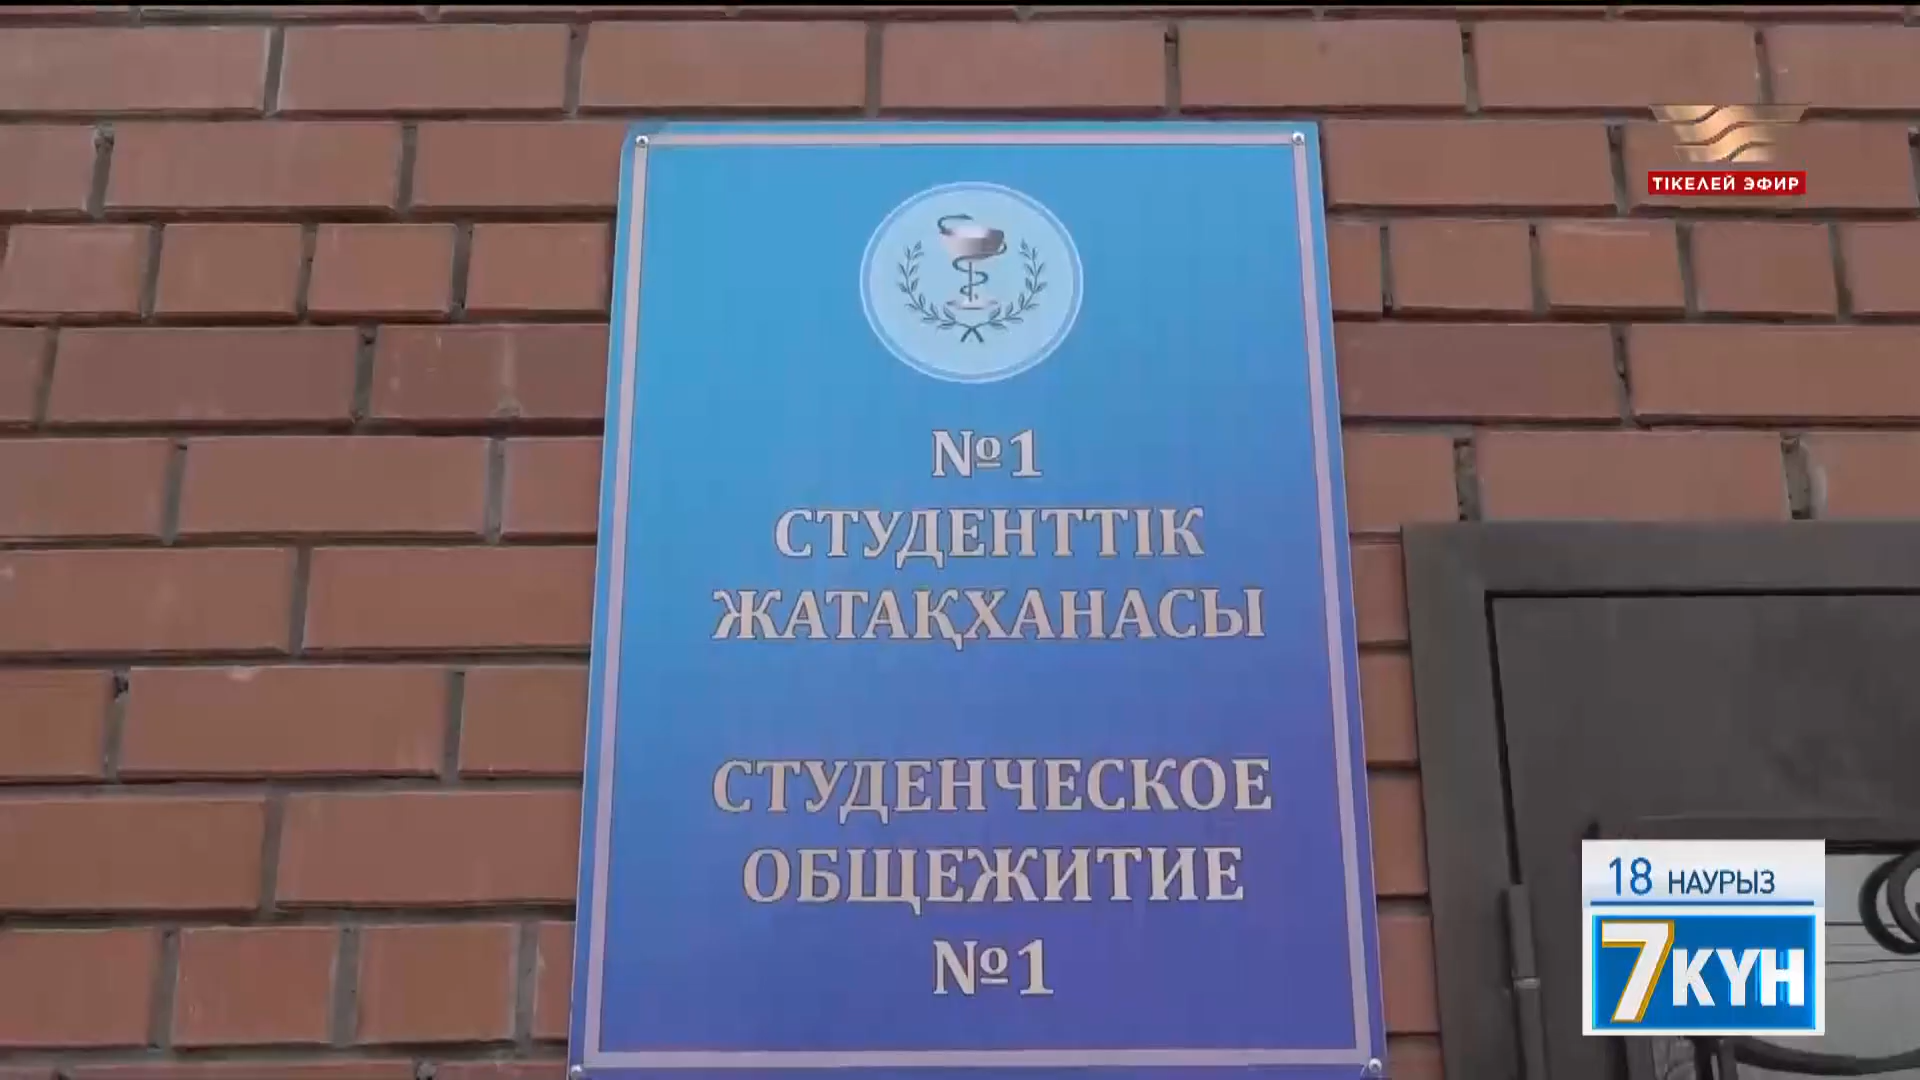 ТІКЕЛЕЙ ЭФИР
№1
СТУДЕНТТІК
ЖАТАҚХАНАСЫ
СТУДЕНЧЕСКОЕ
ОБЩЕЖИТИЕ
№1
18 НАУРЫЗ
7КҮН